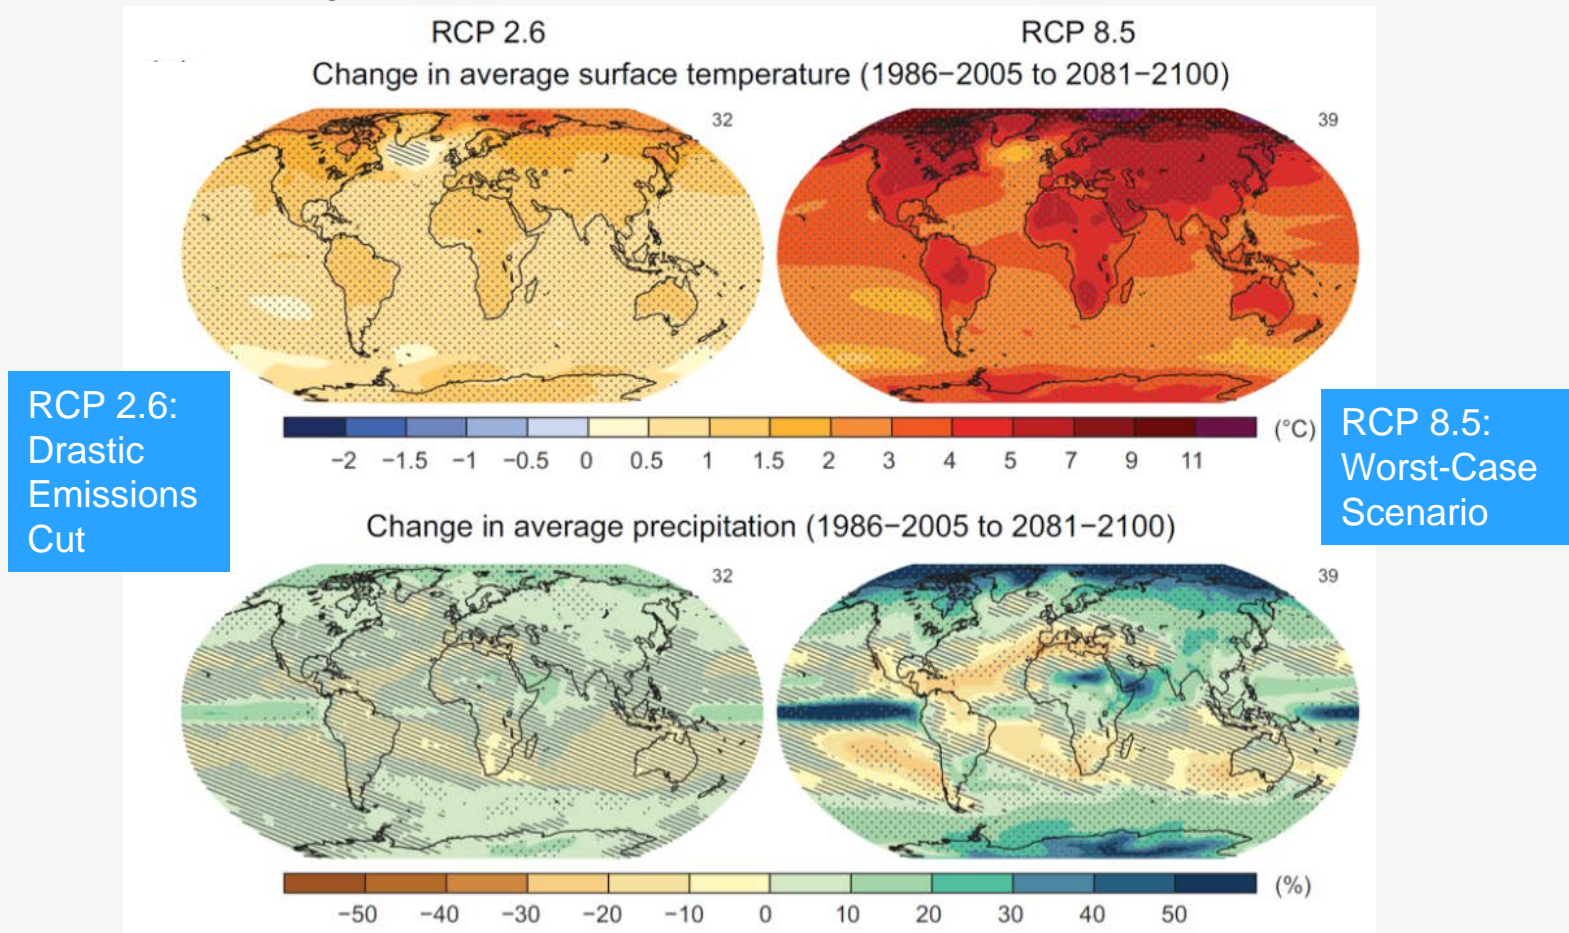 RCP 2.6
RCP 8.5
Change in average surface temperature (1986−2005 to 2081−2100)
32
39
(°C)
−2 −1.5 −1 −0.5 0 0.5 1 1.5 2 3 4 5 7 9 11
RCP 2.6:
Drastic
Emissions
Cut
RCP 8.5:
Worst-Case
Scenario
Change in average precipitation (1986−2005 to 2081−2100)
32
39
(%)
−50 −40 −30 −20 −10 0 10 20 30 40 50